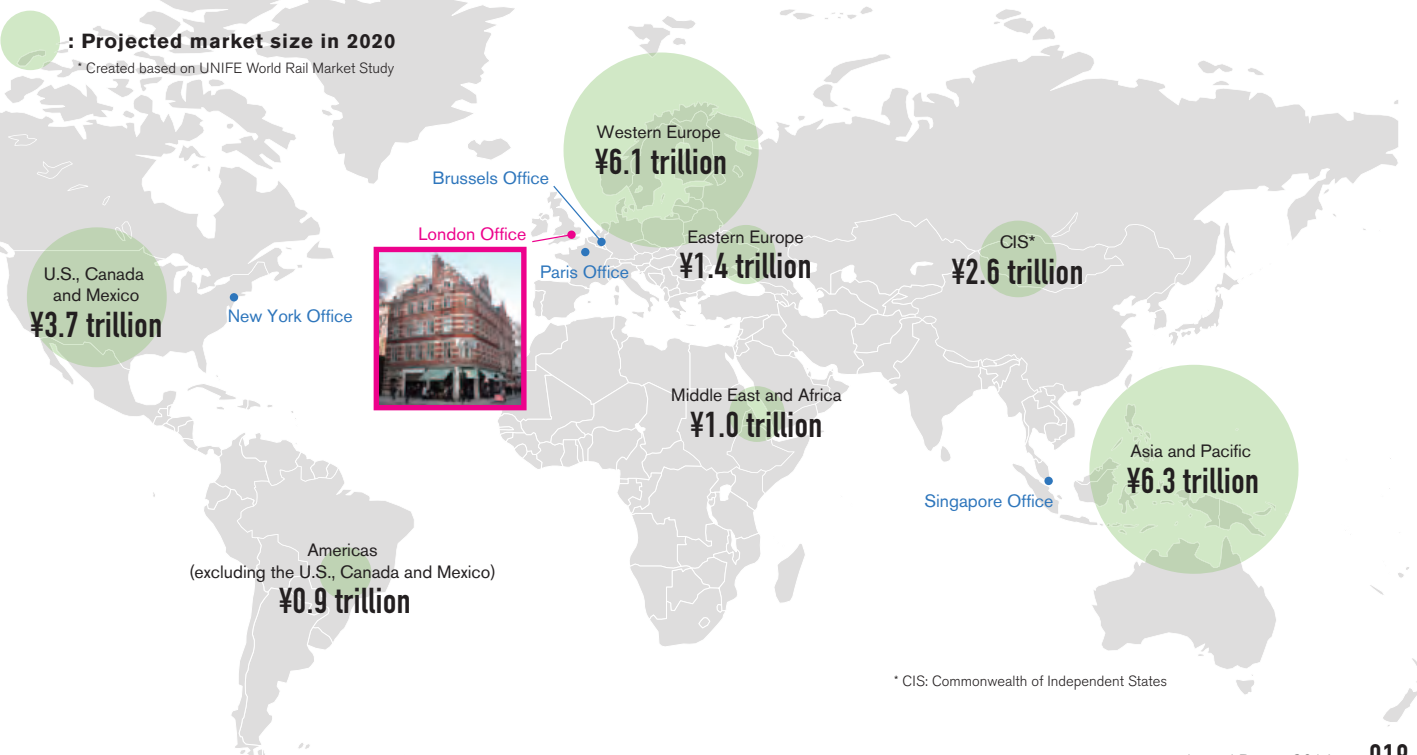 : Projected market size in 2020
* Created based on UNIFE World Rail Market Study
Western Europe
¥6.1 trillion
Brussels Office
London Office
Paris Office
Eastern Europe
¥1.4 trillion
CIS*
¥2.6 trillion
U.S., Canada
and Mexico
¥3.7 trillion
New York Office
Middle East and Africa
¥1.0 trillion
Asia and Pacific
¥6.3 trillion
Singapore Office
Americas
(excluding the U.S., Canada and Mexico)
¥0.9 trillion
* CIS: Commonwealth of Independent States